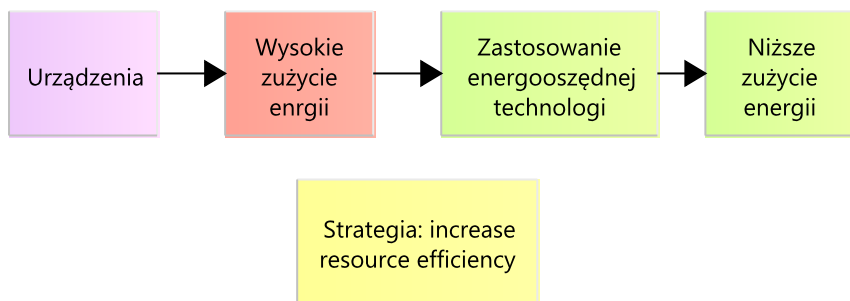 Urządzenia
Wysokie
zużycie
enrgii
Zastosowanie
energooszędnej
technologi
Niższe
zużycie
energii
Strategia: increase
resource efficiency